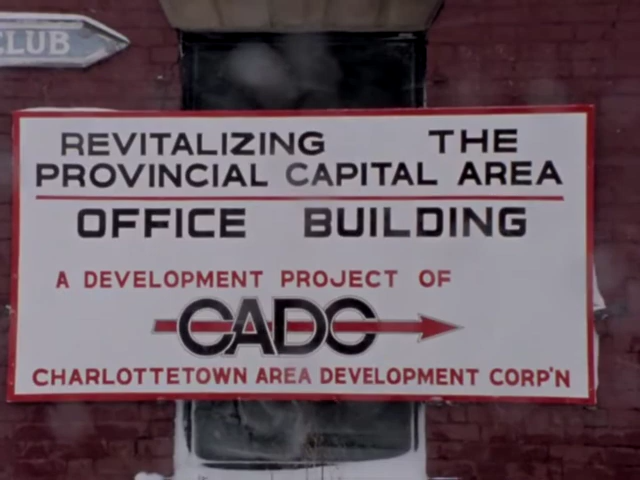 CLUB
REVITALIZING THE
PROVINCIAL CAPITAL AREA
OFFICE BUILDING
A DEVELOPMENT PROJECT OF
CADC
CHARLOTTETOWN AREA DEVELOPMENT CORP'N